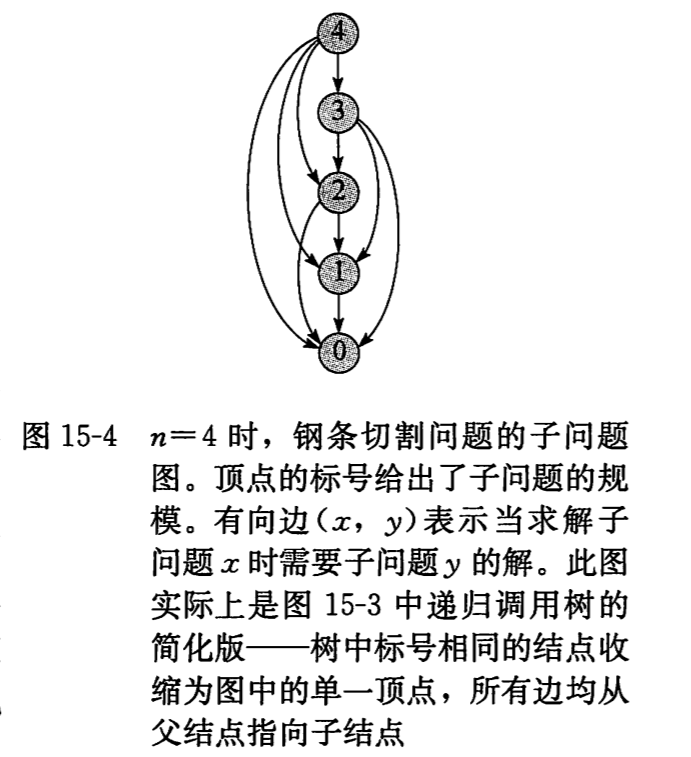 4
3
2
1
0
图 15-4 n=4 时，钢条切割问题的子问题
图。顶点的标号给出了子问题的规
模。有向边(x, y)表示当求解子
问题 x 时需要子问题 y 的解。此图
实际上是图 15-3 中递归调用树的
简化版——树中标号相同的结点收
缩为图中的单一顶点，所有边均从
父结点指向子结点